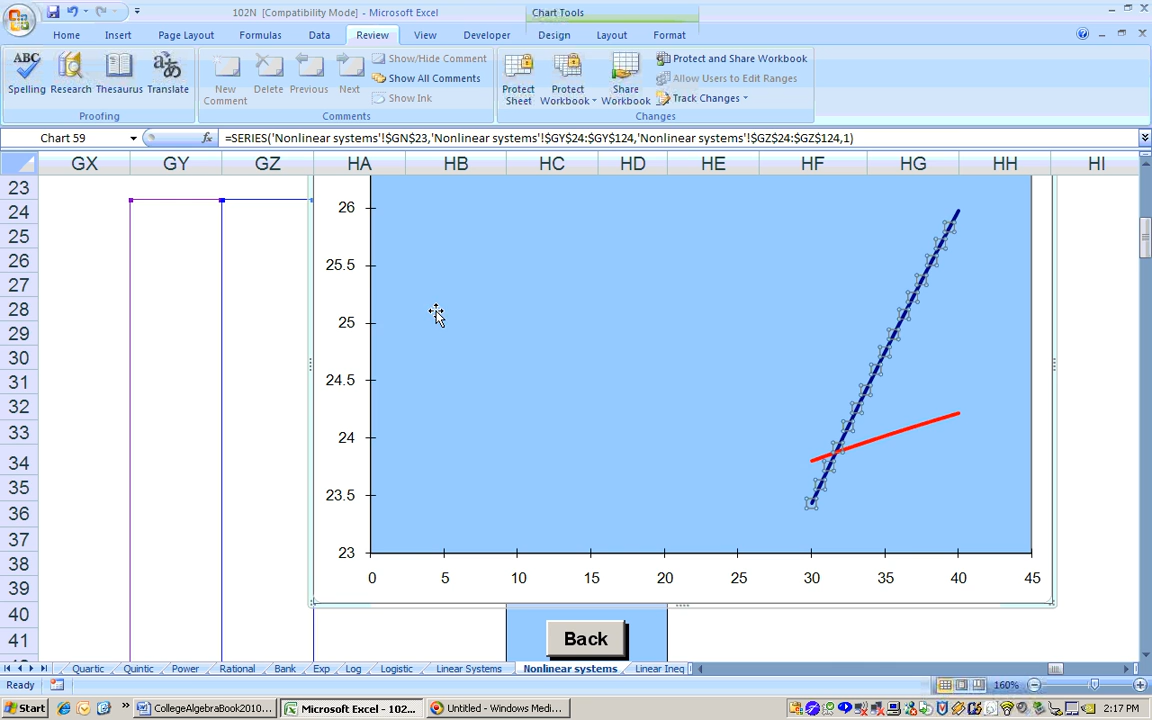 102N [Compatibility Mode] - Microsoft Excel
Chart Tools
Home Insert Page Layout Formulas Data Review View Developer Design Layout Format
ABC
Spelling Research Thesaurus Translate
Proofing
New Comment Delete Previous Next
Show/Hide Comment
Show All Comments
Show Ink
Comments
Protect Sheet Protect Workbook Share Workbook
Protect and Share Workbook
Allow Users to Edit Ranges
Track Changes
Changes
Chart 59 fx =SERIES('Nonlinear systems'!$GN$23,'Nonlinear systems'!$GY$24:$GY$124,'Nonlinear systems'!$GZ$24:$GZ$124,1)
GX GY GZ HA HB HC HD HE HF HG HH HI
23
24
25
26
27
28
29
30
31
32
33
34
35
36
37
38
39
40
41
26
25.5
25
24.5
24
23.5
23
0 5 10 15 20 25 30 35 40 45
Back
Quartic Quintic Power Rational Bank Exp Log Logistic Linear Systems Nonlinear systems Linear Ineq
Ready 160%
Start CollegeAlgebraBook2010... Microsoft Excel - 102... Untitled - Windows Medi... 2:17 PM